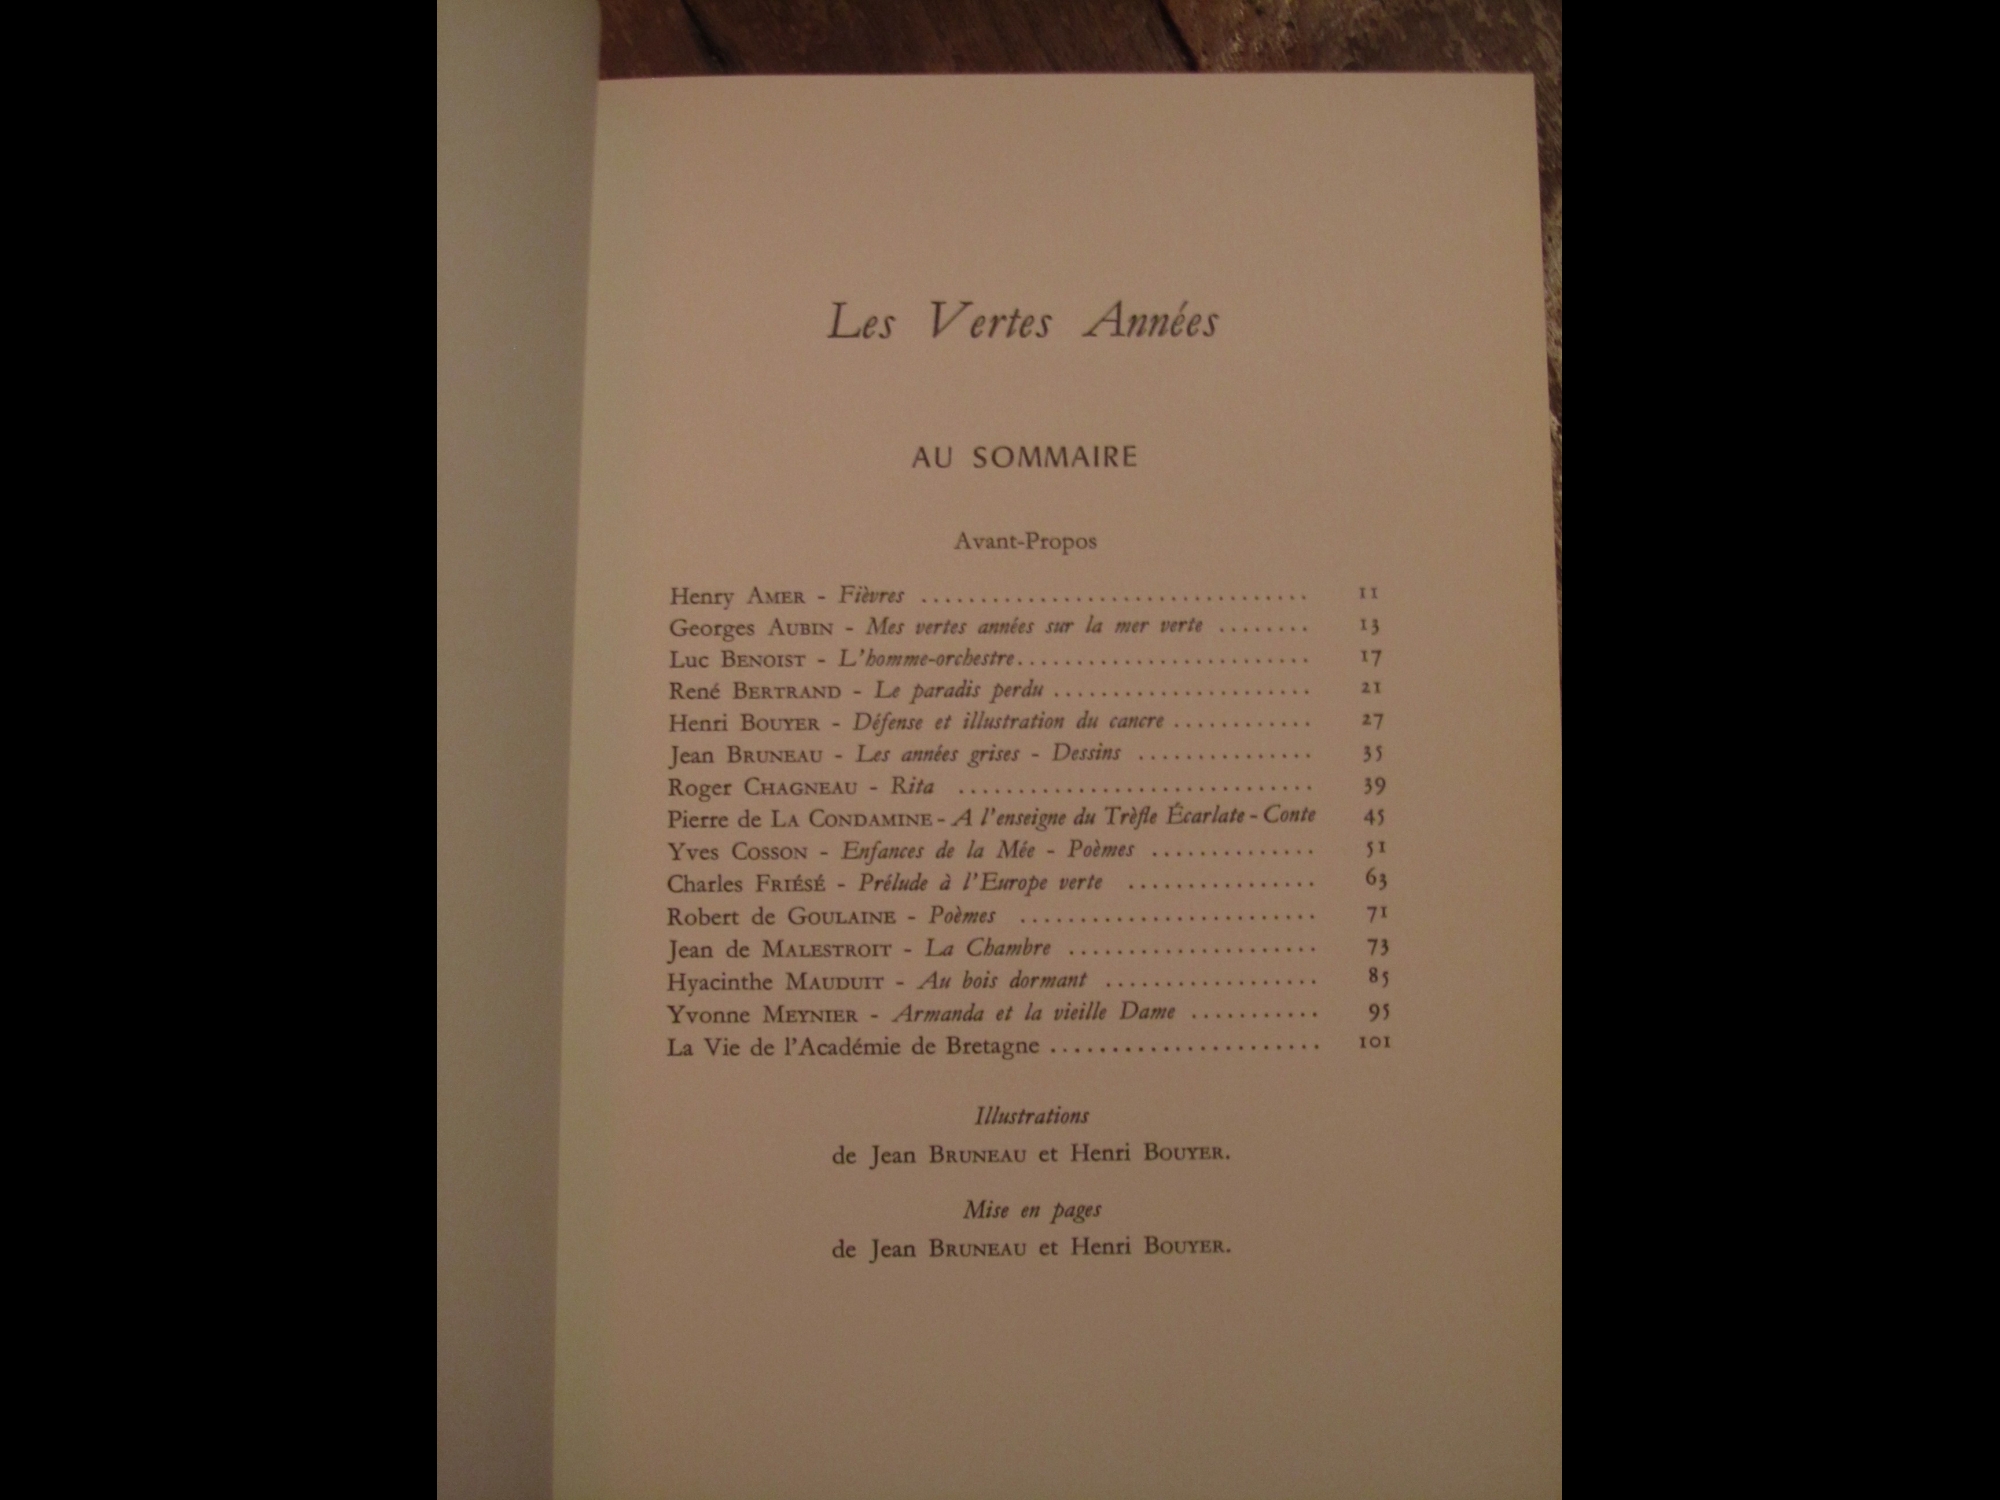 Les Vertes Années
AU SOMMAIRE
Avant-Propos
Henry AMER - Fièvres ................................. 11
Georges AUBIN - Mes vertes années sur la mer verte ........ 13
Luc BENOIST - L'homme-orchestre......................... 17
René BERTRAND - Le paradis perdu ...................... 21
Henri BOUYER - Défense et illustration du cancre ............ 27
Jean BRUNEAU - Les années grises - Dessins ............... 35
Roger CHAGNEAU - Rita .............................. 39
Pierre de LA CONDAMINE - A l'enseigne du Trèfle Écarlate - Conte 45
Yves COSSON - Enfances de la Mée - Poèmes .............. 51
Charles FRIÉSÉ - Prélude à l'Europe verte ................ 63
Robert de GOULAINE - Poèmes ......................... 71
Jean de MALESTROIT - La Chambre ..................... 73
Hyacinthe MAUDUIT - Au bois dormant .................. 85
Yvonne MEYNIER - Armanda et la vieille Dame ........... 95
La Vie de l'Académie de Bretagne ...................... 101
Illustrations
de Jean BRUNEAU et Henri BOUYER.
Mise en pages
de Jean BRUNEAU et Henri BOUYER.